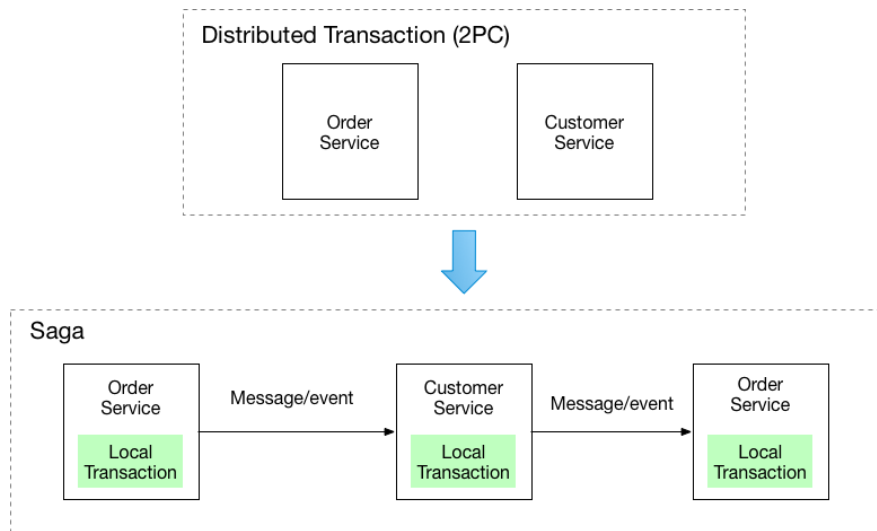 Distributed Transaction (2PC)
Order
Service
Customer
Service
Saga
Order
Service
Local
Transaction
Message/event
Customer
Service
Local
Transaction
Message/event
Order
Service
Local
Transaction